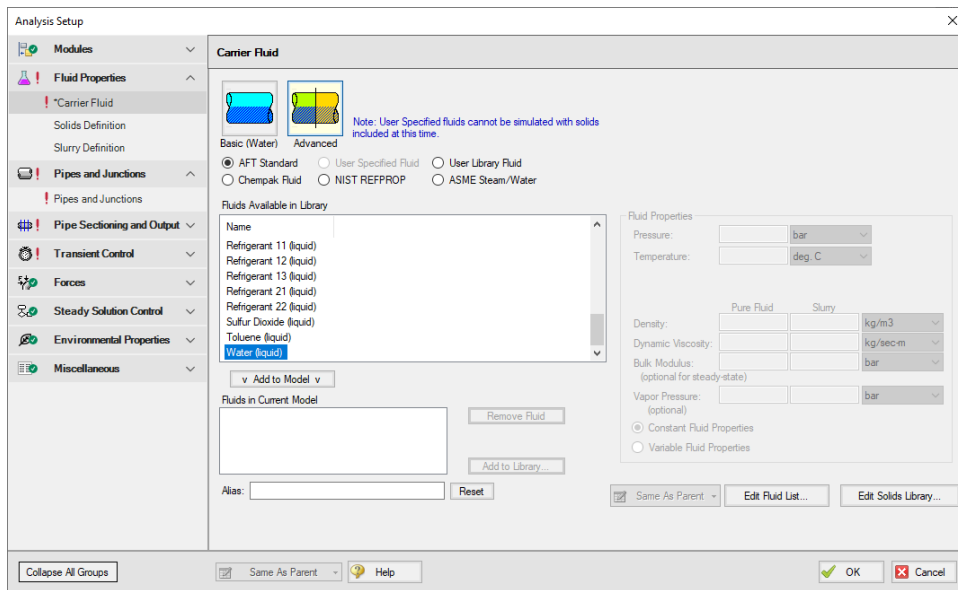 Analysis Setup
Modules
Fluid Properties
*Carrier Fluid
Solids Definition
Slurry Definition
Pipes and Junctions
Pipes and Junctions
Pipe Sectioning and Output
Transient Control
Forces
Steady Solution Control
Environmental Properties
Miscellaneous
Carrier Fluid
Basic (Water)
Advanced
Note: User Specified fluids cannot be simulated with solids
included at this time.
AFT Standard
User Specified Fluid
User Library Fluid
Chempak Fluid
NIST REFPROP
ASME Steam/Water
Fluids Available in Library
Name
Refrigerant 11 (liquid)
Refrigerant 12 (liquid)
Refrigerant 13 (liquid)
Refrigerant 21 (liquid)
Refrigerant 22 (liquid)
Sulfur Dioxide (liquid)
Toluene (liquid)
Water (liquid)
v Add to Model v
Fluids in Current Model
Remove Fluid
Add to Library...
Alias:
Reset
Fluid Properties
Pressure:
bar
Temperature:
deg. C
Pure Fluid
Slurry
Density:
kg/m3
Dynamic Viscosity:
kg/sec-m
Bulk Modulus:
bar
(optional for steady-state)
Vapor Pressure:
bar
(optional)
Constant Fluid Properties
Variable Fluid Properties
Same As Parent
Edit Fluid List...
Edit Solids Library...
Collapse All Groups
Same As Parent
Help
OK
Cancel